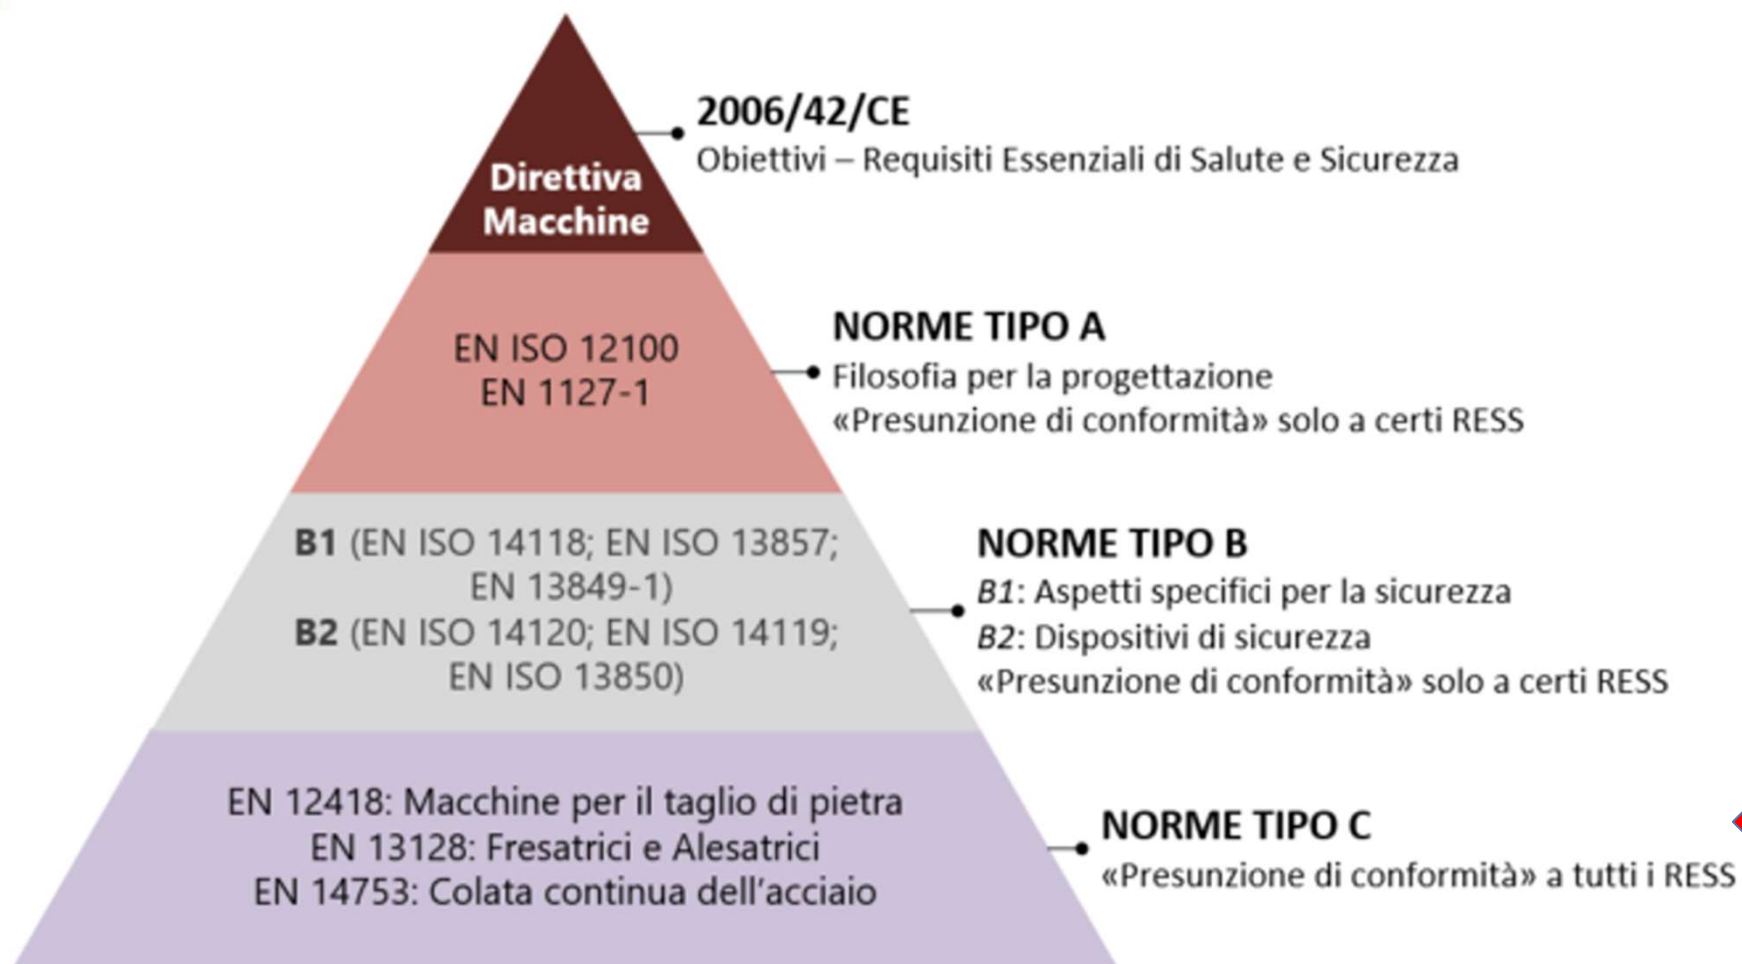 2006/42/CE
Obiettivi – Requisiti Essenziali di Salute e Sicurezza
Direttiva
Macchine
EN ISO 12100
EN 1127-1
NORME TIPO A
Filosofia per la progettazione
«Presunzione di conformità» solo a certi RESS
B1 (EN ISO 14118; EN ISO 13857;
EN 13849-1)
B2 (EN ISO 14120; EN ISO 14119;
EN ISO 13850)
NORME TIPO B
B1: Aspetti specifici per la sicurezza
B2: Dispositivi di sicurezza
«Presunzione di conformità» solo a certi RESS
EN 12418: Macchine per il taglio di pietra
EN 13128: Fresatrici e Alesatrici
EN 14753: Colata continua dell’acciaio
NORME TIPO C
«Presunzione di conformità» a tutti i RESS